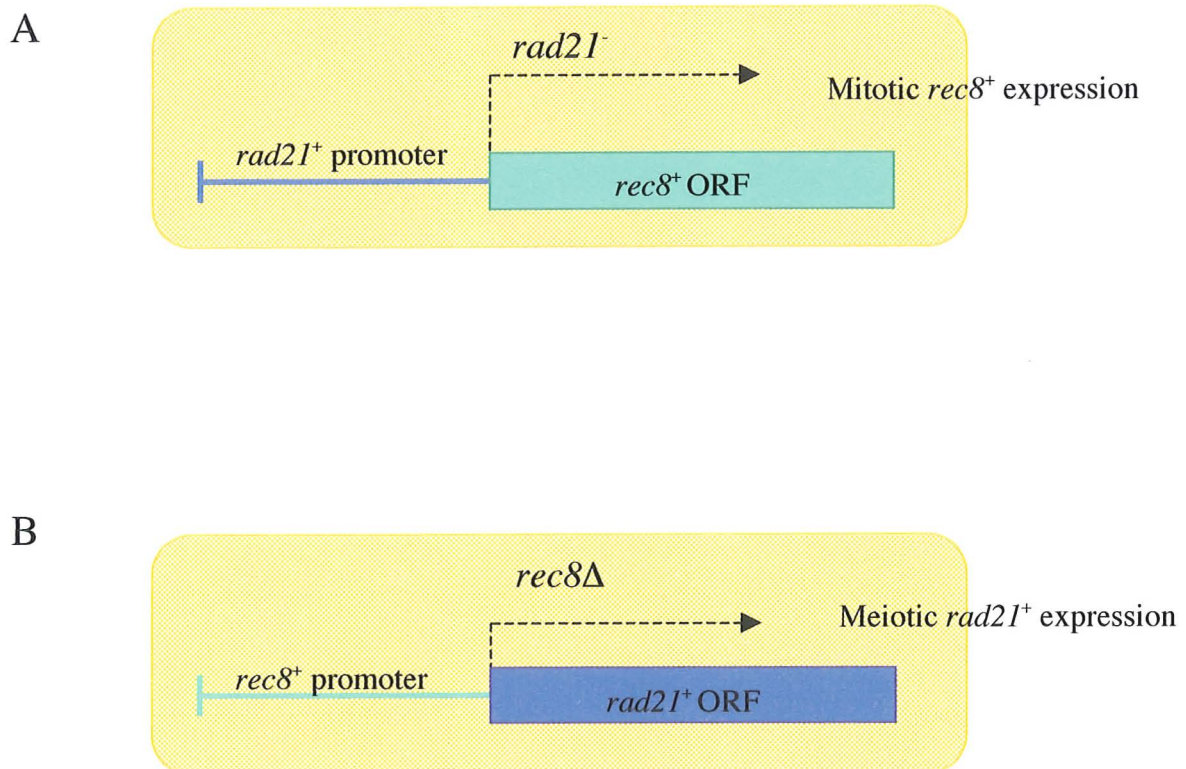 A
rad21⁻
Mitotic rec8⁺ expression
rad21⁺ promoter
rec8⁺ ORF
B
rec8Δ
Meiotic rad21⁺ expression
rec8⁺ promoter
rad21⁺ ORF